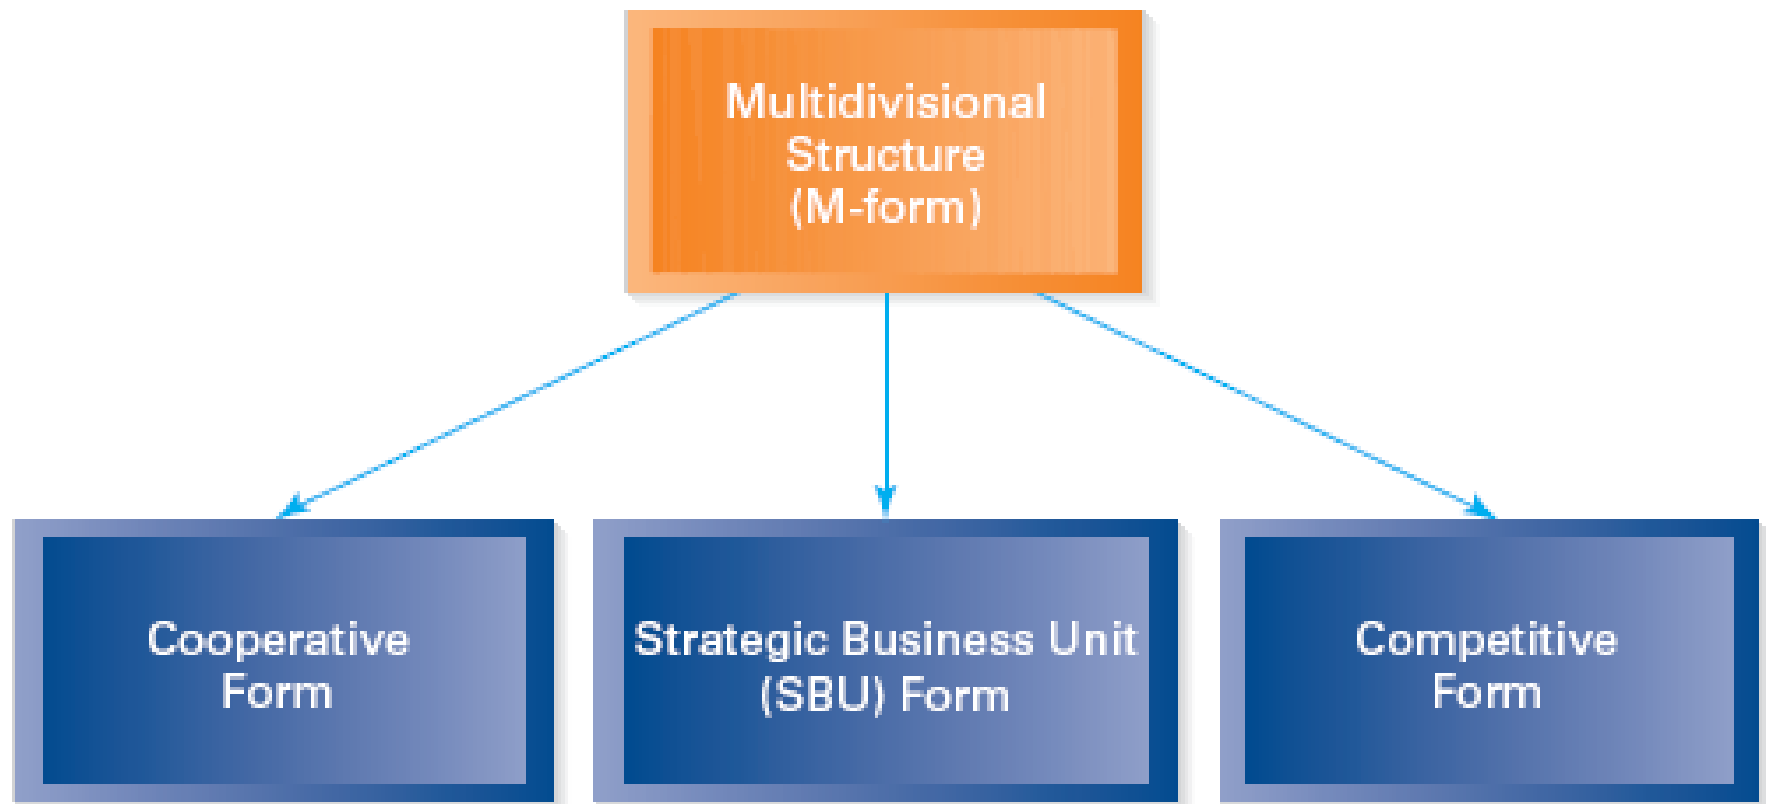 Multidivisional
Structure
(M-form)
Cooperative
Form
Strategic Business Unit
(SBU) Form
Competitive
Form